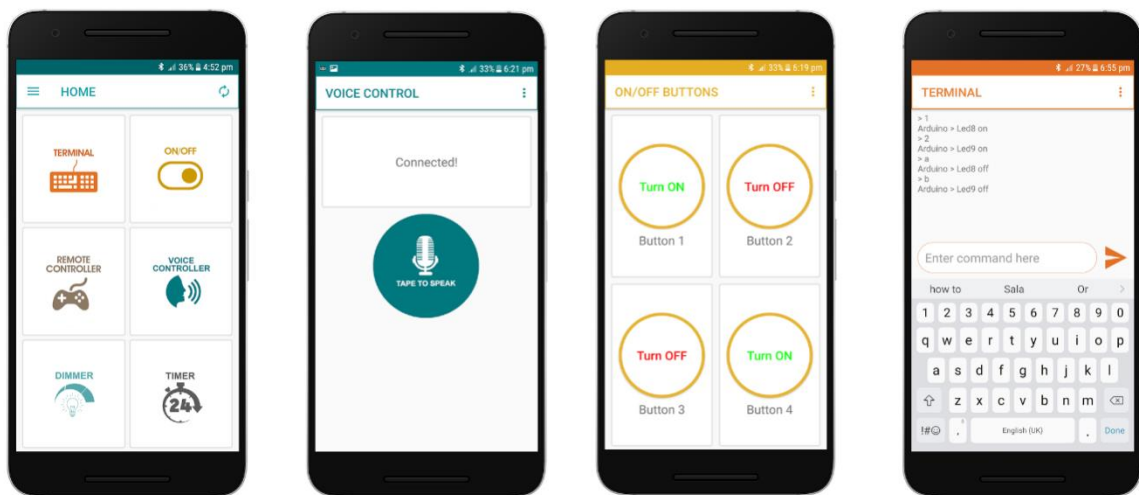 36% 4:52 pm
HOME
TERMINAL
ON/OFF
REMOTE
CONTROLLER
VOICE
CONTROLLER
DIMMER
TIMER
24
33% 6:21 pm
VOICE CONTROL
Connected!
TAPE TO SPEAK
33% 6:19 pm
ON/OFF BUTTONS
Turn ON
Button 1
Turn OFF
Button 2
Turn OFF
Button 3
Turn ON
Button 4
27% 6:55 pm
TERMINAL
> 1
Arduino > Led8 on
> 2
Arduino > Led9 on
> a
Arduino > Led8 off
> b
Arduino > Led9 off
Enter command here
how to Sala Or
1 2 3 4 5 6 7 8 9 0
q w e r t y u i o p
a s d f g h j k l
z x c v b n m
!#☺ , English (UK) . Done